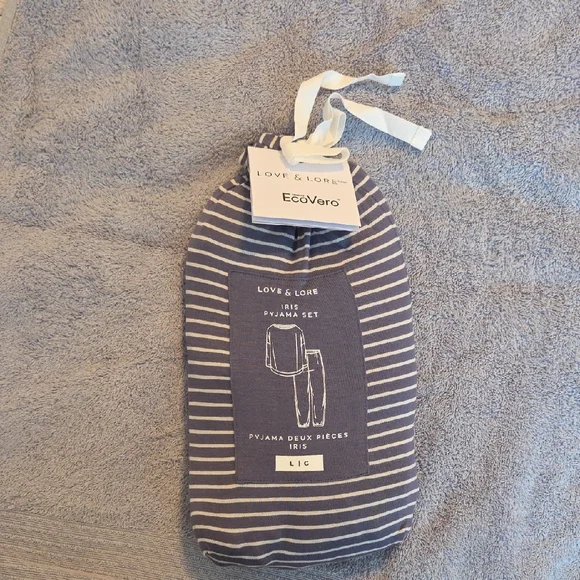 LOVE & LORE
EcoVero
LOVE & LORE
IRIS
PYJAMA SET
PYJAMA DEUX PIÈCES
IRIS
L | G